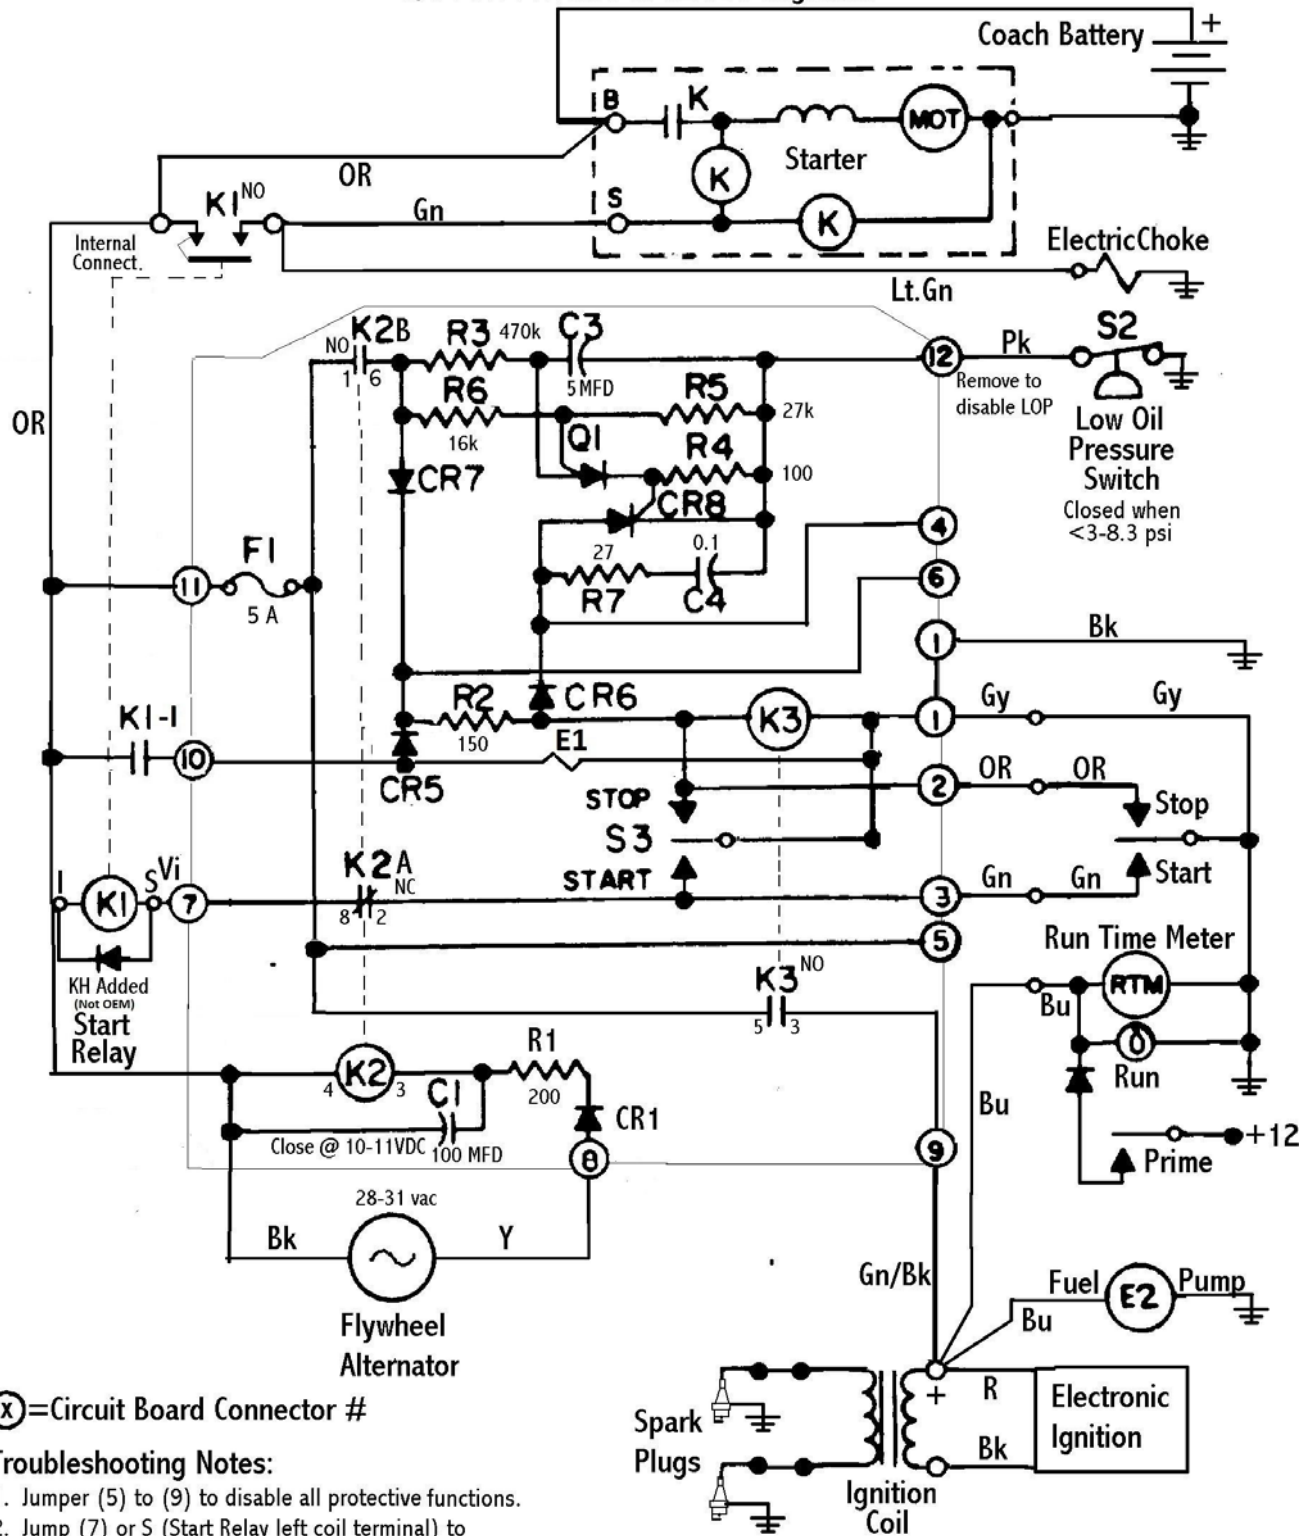 Coach Battery +
B K MOT
Starter
K
OR
K1 NO
Gn
S K
Internal
Connect.
ElectricChoke
Lt.Gn
S2
K2B
NO
1 6
R3 470k C3
5 MFD
12 Pk
Remove to
disable LOP
R6
16k
R5
27k
OR
Low Oil
Pressure
Switch
Closed when
<3-8.3 psi
Q1
R4
100
CR7
CR8
4
27 0.1
R7 C4
6
F1
11
5 A
1 Bk
R2
150
CR6
K3
1 Gy Gy
K1-1
10
E1
CR5
2 OR OR
STOP
S3
START
Stop
Start
K2A
NC
8 2
I K1 S Vi 7
3 Gn Gn
5
KH Added
(Not OEM)
Start
Relay
K3 NO
5 3
Run Time Meter
RTM
Bu
Run
4 K2 3
R1
200
C1
CR1
Close @ 10-11VDC 100 MFD
8
9
Bu
+12
Prime
28-31 vac
Bk Y
Flywheel
Alternator
Gn/Bk
Fuel E2 Pump
Bu
X =Circuit Board Connector #
Spark
Plugs
+ R
Bk
Electronic
Ignition
Ignition
Coil
Troubleshooting Notes:
. Jumper (5) to (9) to disable all protective functions.
2. Jump (7) or S (Start Relay left coil terminal) to